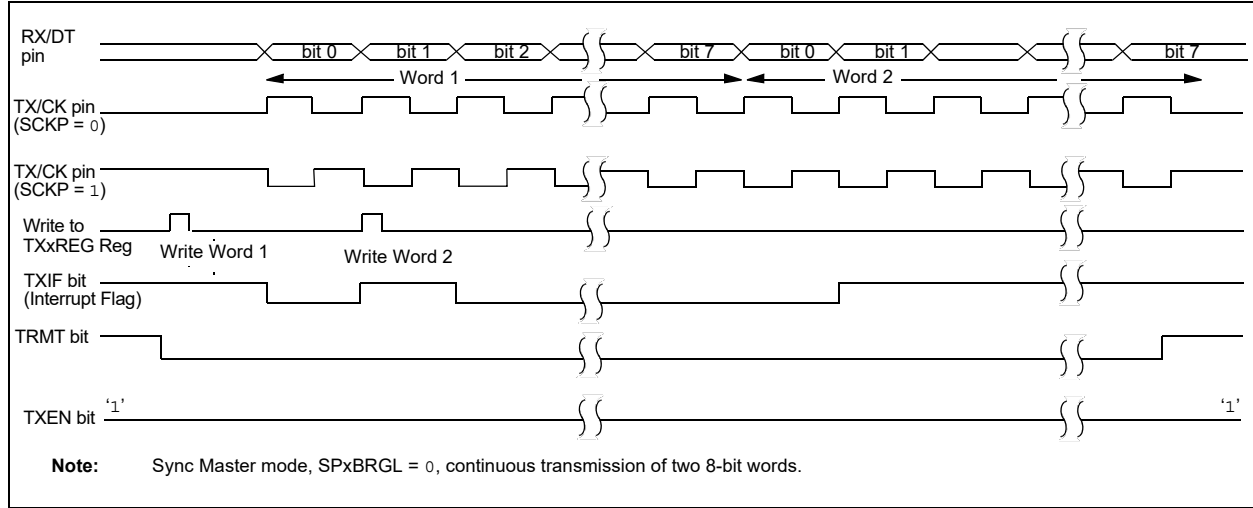 RX/DT
pin
bit 0 bit 1 bit 2 bit 7 bit 0 bit 1 bit 7
Word 1 Word 2
TX/CK pin
(SCKP = 0)
TX/CK pin
(SCKP = 1)
Write to
TXxREG Reg
Write Word 1 Write Word 2
TXIF bit
(Interrupt Flag)
TRMT bit
TXEN bit ‘1’ ‘1’
Note: Sync Master mode, SPxBRGL = 0, continuous transmission of two 8-bit words.